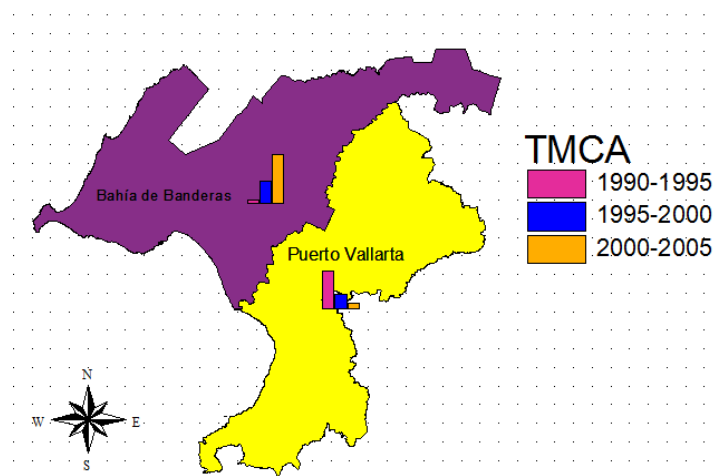 TMCA
1990-1995
1995-2000
2000-2005
Bahía de Banderas
Puerto Vallarta
N
W
E
S